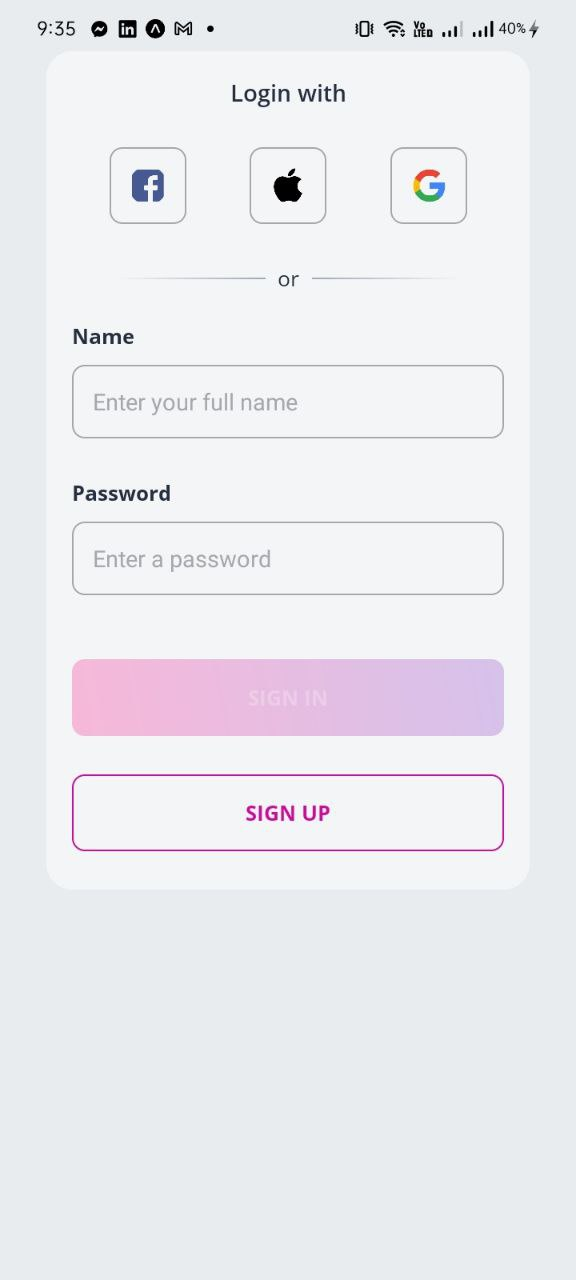 9:35 40%
Login with
or
Name
Enter your full name
Password
Enter a password
SIGN IN
SIGN UP